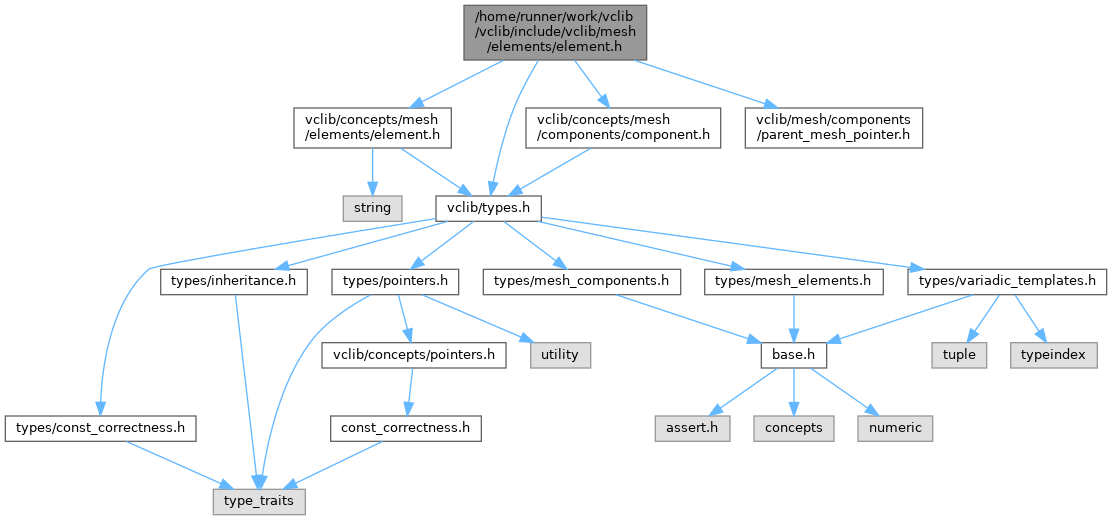 /home/runner/work/vclib
/vclib/include/vclib/mesh
/elements/element.h
vclib/concepts/mesh
/elements/element.h
vclib/concepts/mesh
/components/component.h
vclib/mesh/components
/parent_mesh_pointer.h
string
vclib/types.h
types/inheritance.h
types/pointers.h
types/mesh_components.h
types/mesh_elements.h
types/variadic_templates.h
vclib/concepts/pointers.h
utility
base.h
tuple
typeindex
types/const_correctness.h
const_correctness.h
assert.h
concepts
numeric
type_traits